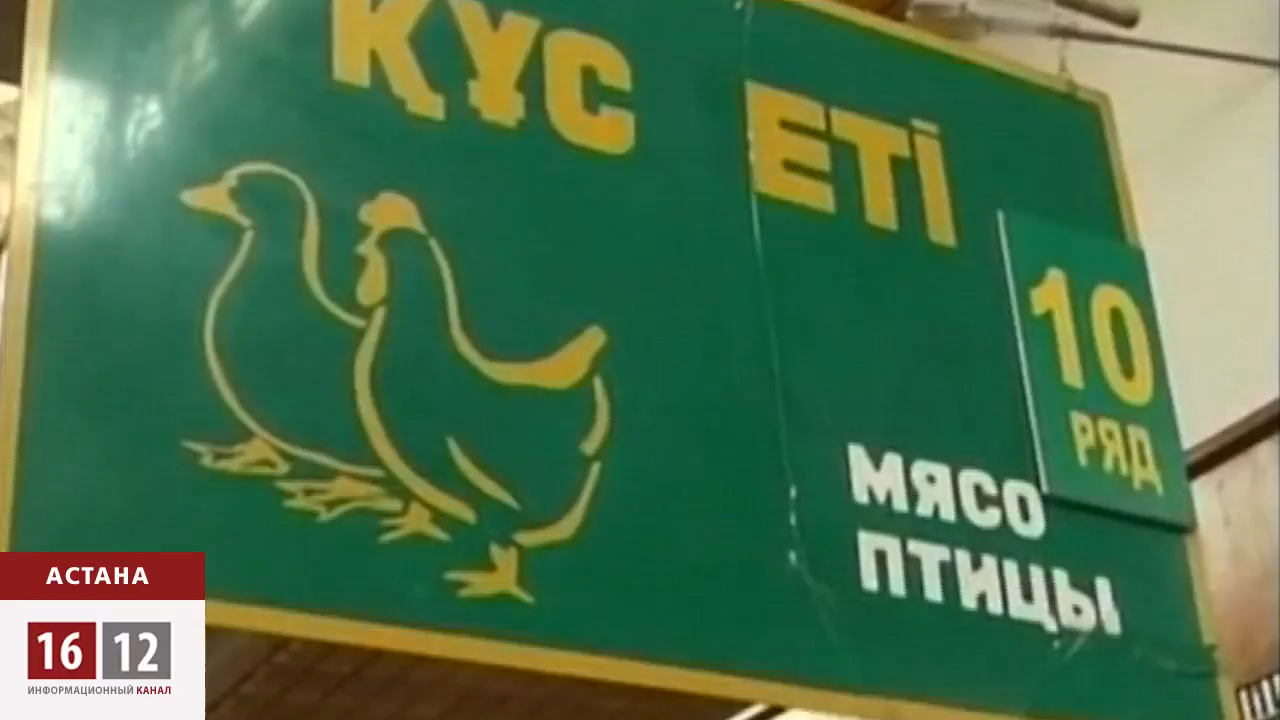 ҚҰС ЕТІ
10
РЯД
МЯСО
ПТИЦЫ
АСТАНА
16 12
ИНФОРМАЦИОННЫЙ КАНАЛ